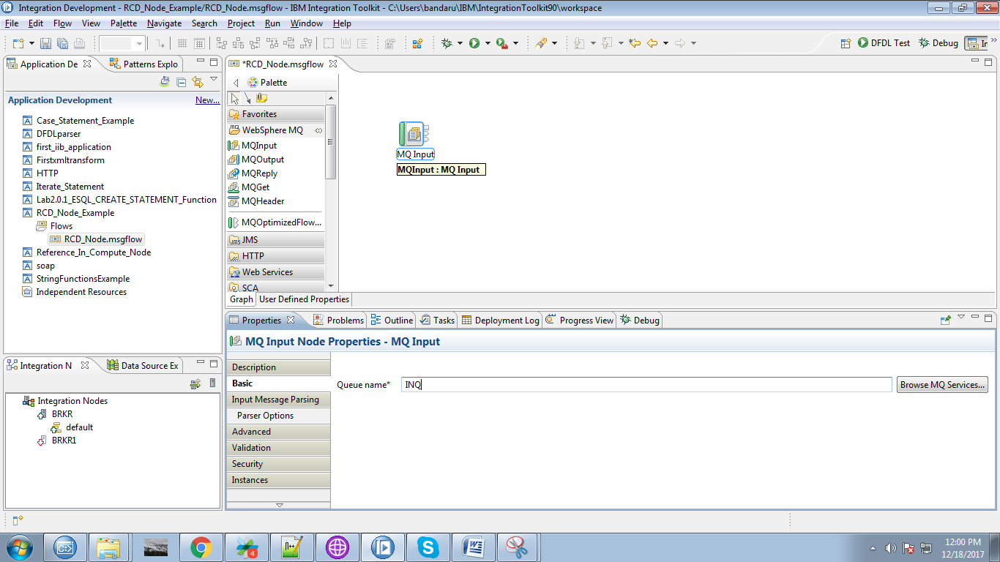 Integration Development - RCD_Node_Example/RCD_Node.msgflow - IBM Integration Toolkit - C:\Users\bandaru\IBM\IntegrationToolkit90\workspace
File Edit Flow View Palette Navigate Search Project Run Window Help
DFDL Test Debug In
Application De
Patterns Explo
Application Development
New...
Case_Statement_Example
DFDLparser
first_iib_application
Firstxmltransform
HTTP
Iterate_Statement
Lab2.0.1_ESQL_CREATE_STATEMENT_Function
RCD_Node_Example
Flows
RCD_Node.msgflow
Reference_In_Compute_Node
soap
StringFunctionsExample
Independent Resources
Integration N
Data Source Ex
Integration Nodes
BRKR
default
BRKR1
*RCD_Node.msgflow
Palette
Favorites
WebSphere MQ
MQInput
MQOutput
MQReply
MQGet
MQHeader
MQOptimizedFlow...
JMS
HTTP
Web Services
SCA
MQ Input
MQInput : MQ Input
Graph User Defined Properties
Properties Problems Outline Tasks Deployment Log Progress View Debug
MQ Input Node Properties - MQ Input
Description
Basic
Input Message Parsing
Parser Options
Advanced
Validation
Security
Instances
Queue name* INQ Browse MQ Services...
C:\>
4
n++
12:00 PM
12/18/2017